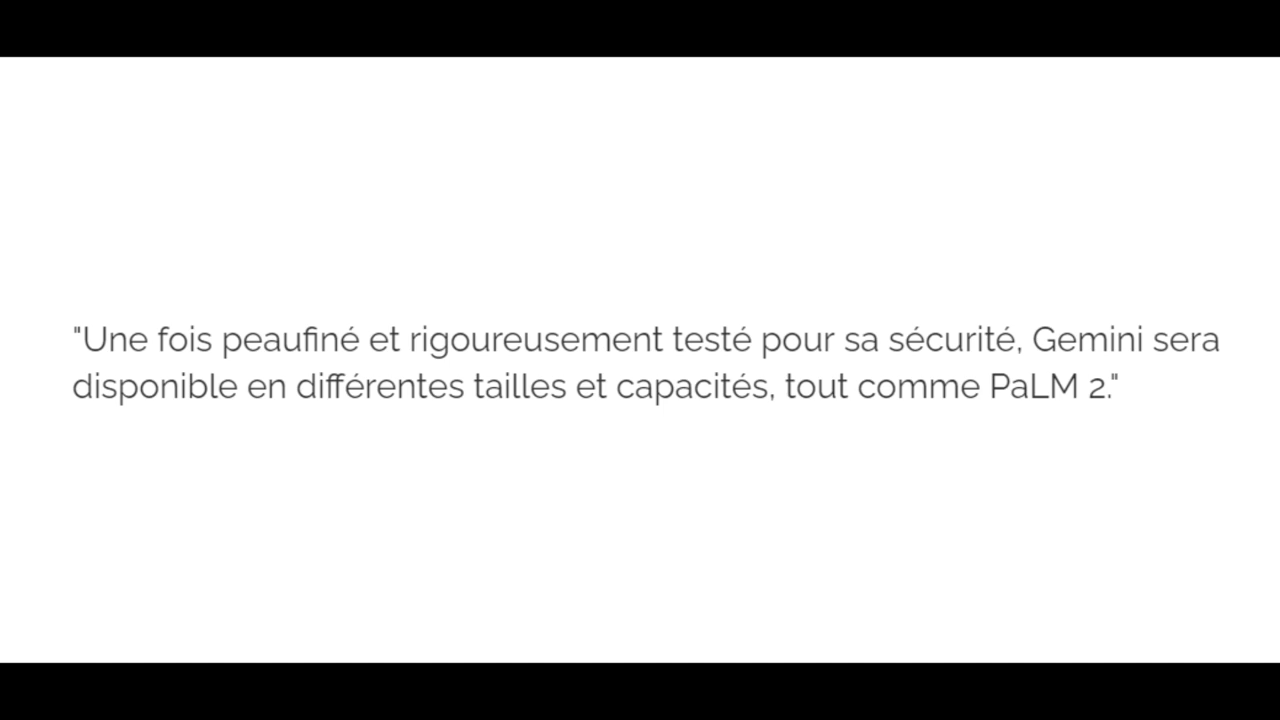 "Une fois peaufiné et rigoureusement testé pour sa sécurité, Gemini sera
disponible en différentes tailles et capacités, tout comme PaLM 2."